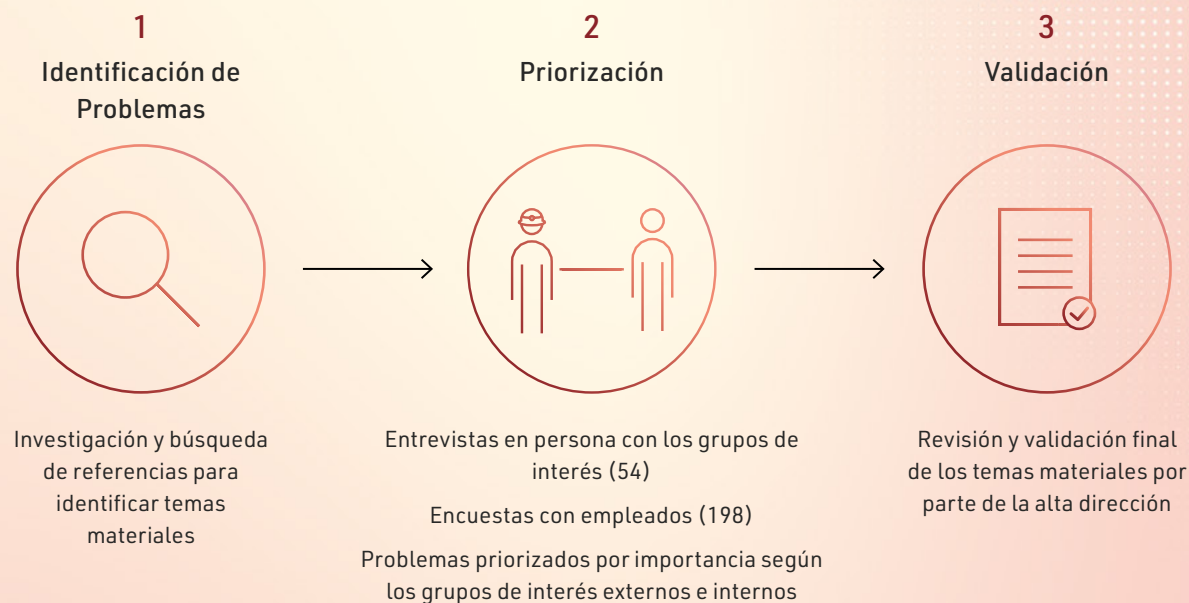 1
Identificación de
Problemas
Investigación y búsqueda
de referencias para
identificar temas
materiales
2
Priorización
Entrevistas en persona con los grupos de
interés (54)
Encuestas con empleados (198)
Problemas priorizados por importancia según
los grupos de interés externos e internos
3
Validación
Revisión y validación final
de los temas materiales por
parte de la alta dirección